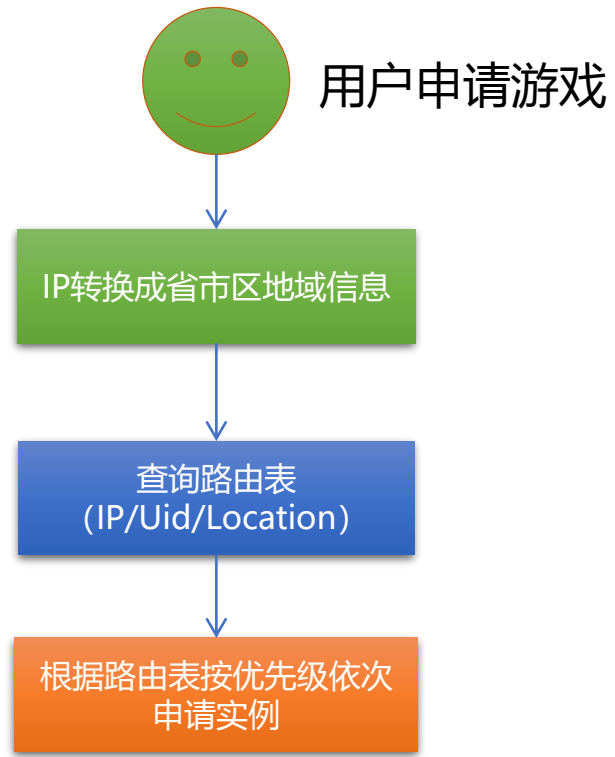 用户申请游戏
IP转换成省市区地域信息
查询路由表
（IP/Uid/Location）
根据路由表按优先级依次
申请实例